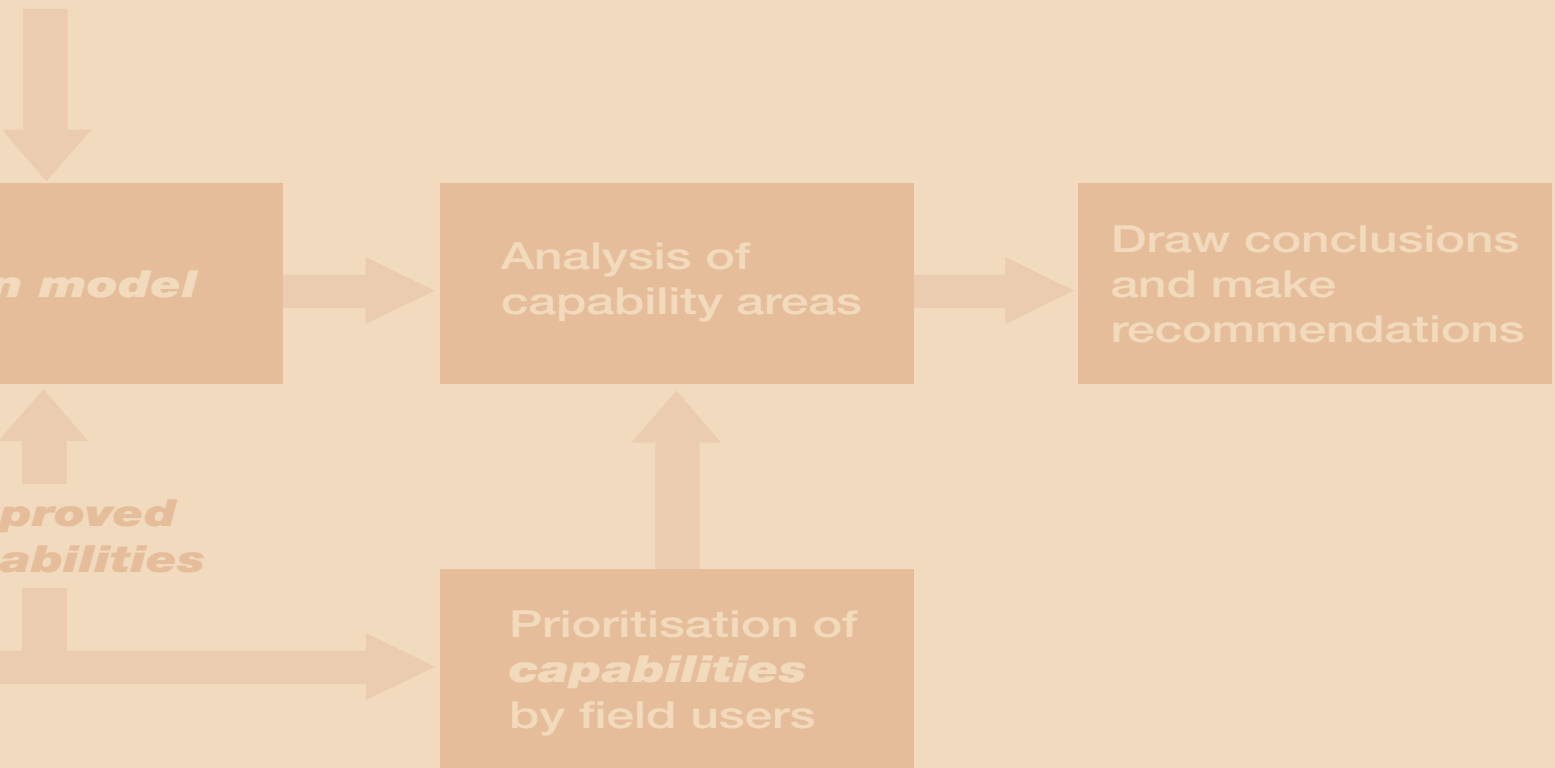 n model
Analysis of
capability areas
Draw conclusions
and make
recommendations
proved
abilities
Prioritisation of
capabilities
by field users